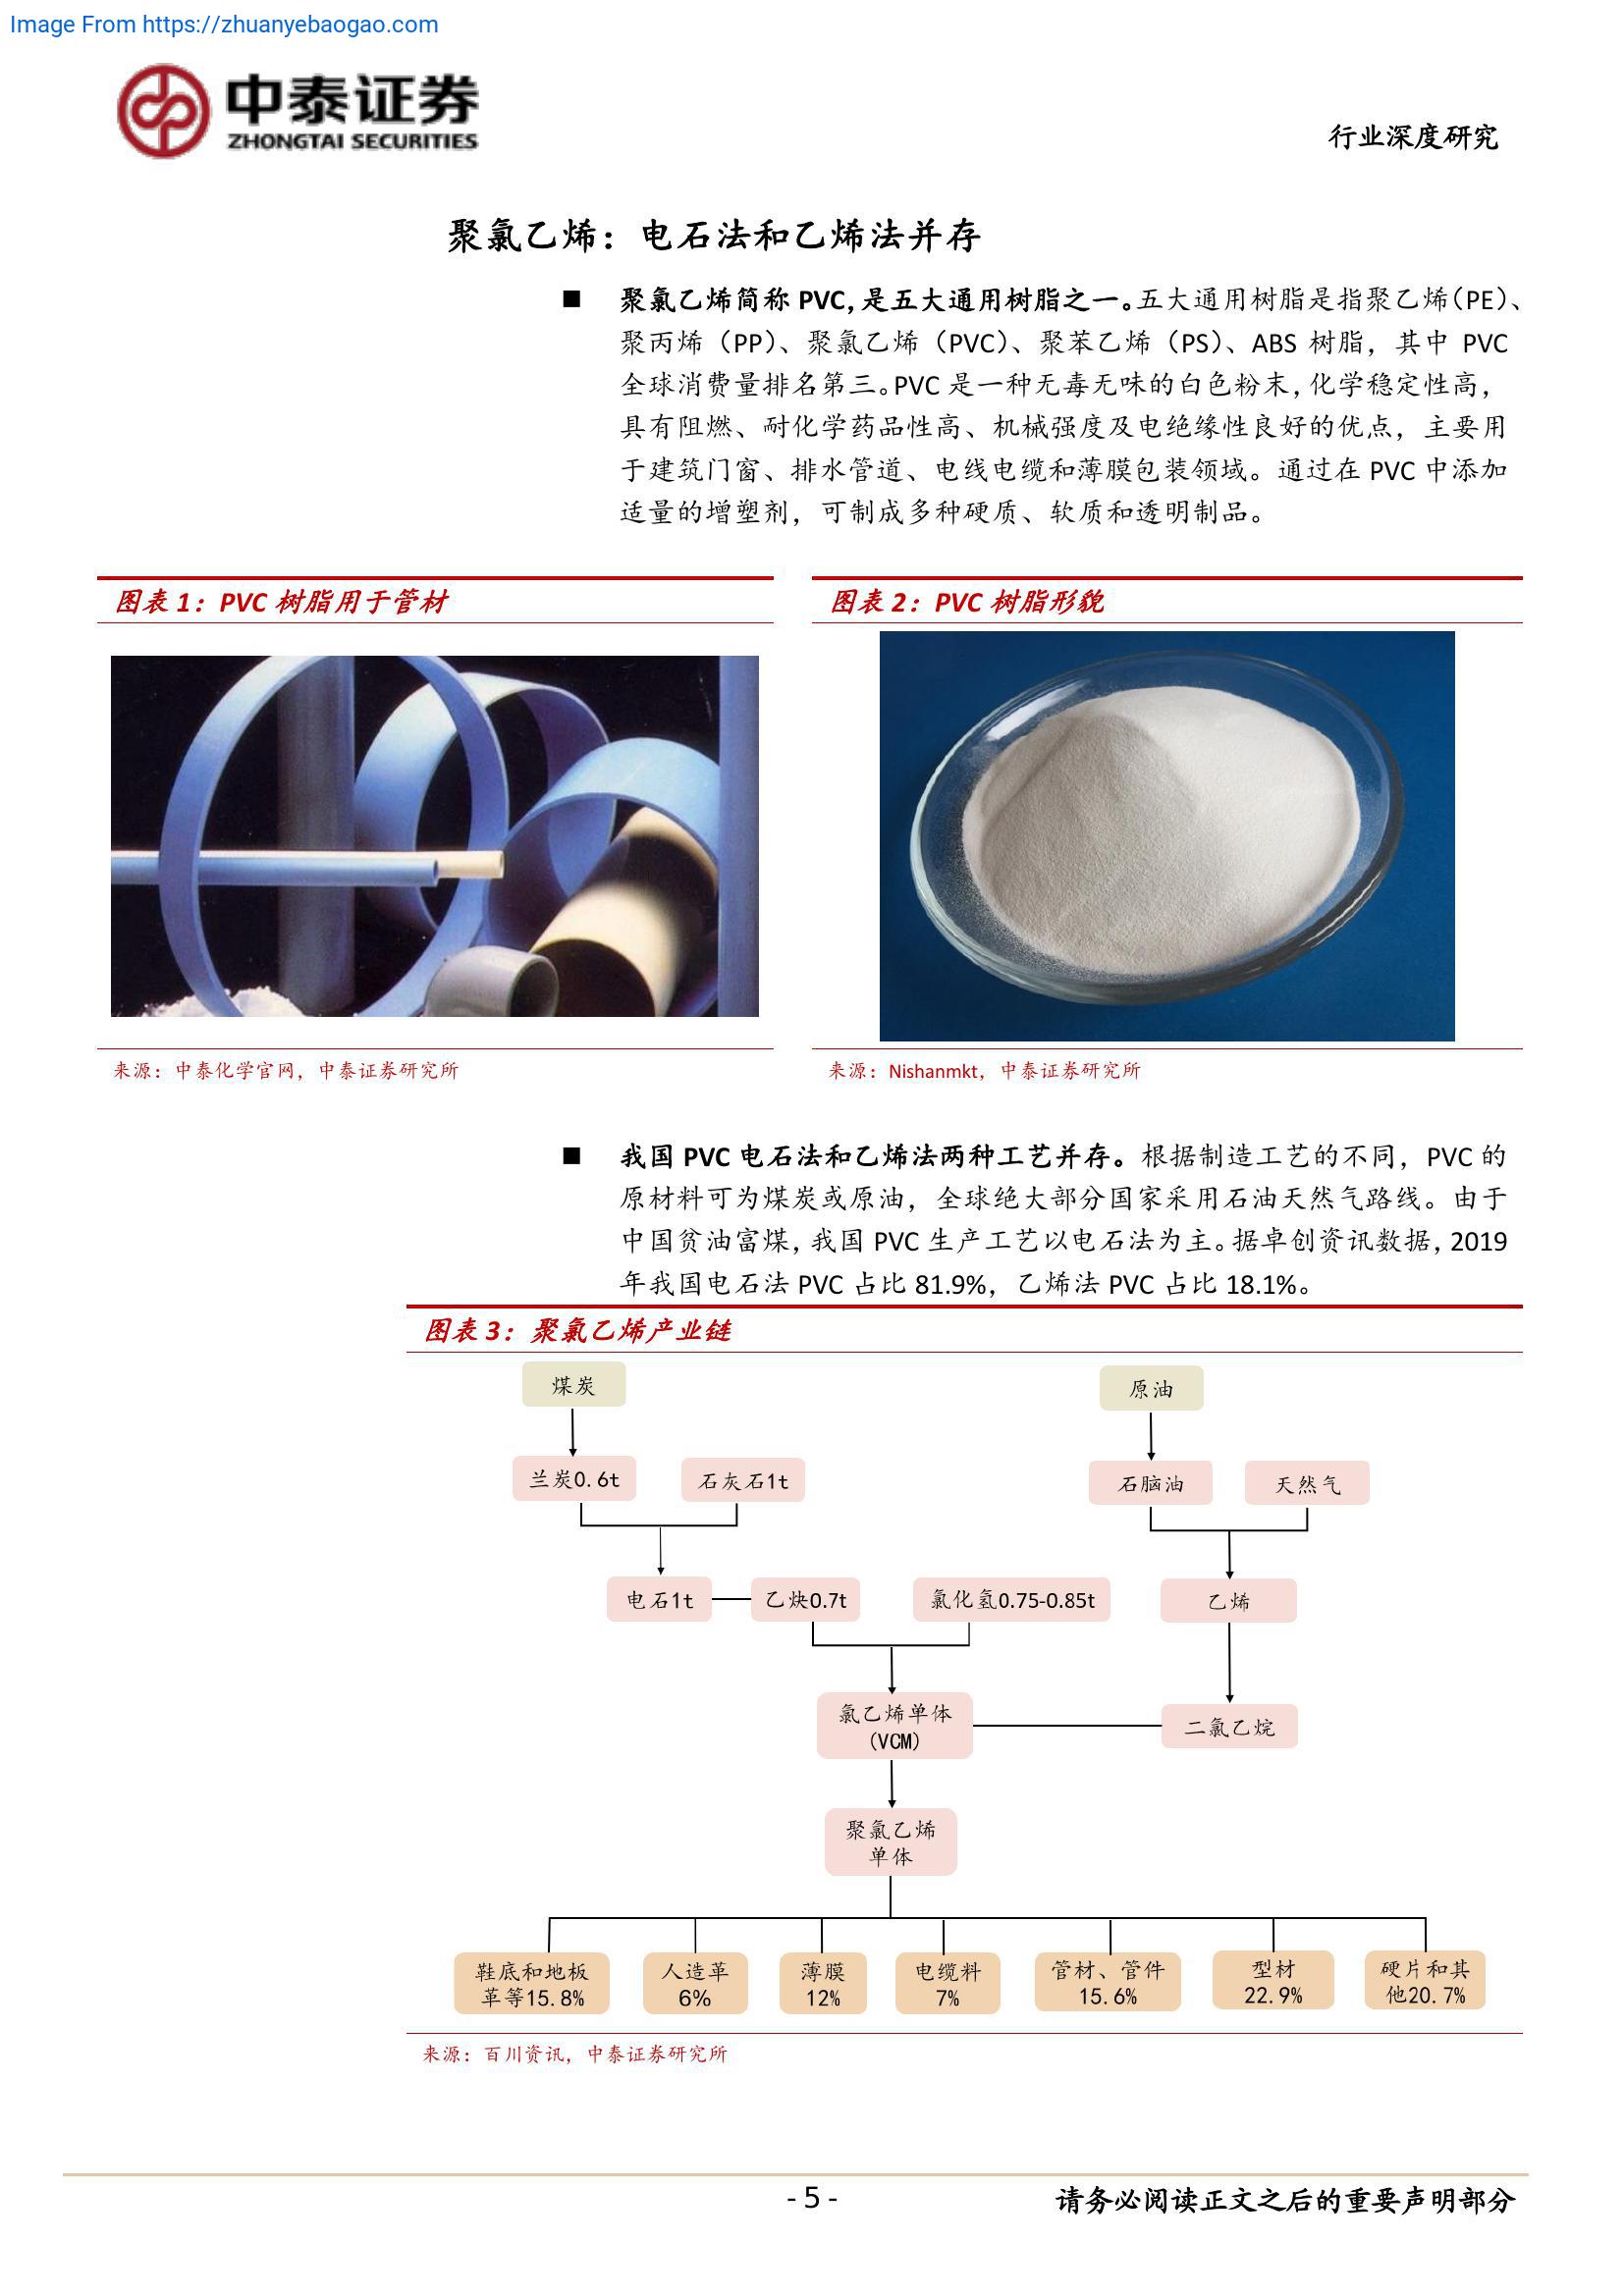 Image From https://zhuanyebaogao.com
中泰证券
ZHONGTAI SECURITIES
行业深度研究
聚氯乙烯：电石法和乙烯法并存
■ 聚氯乙烯简称 PVC，是五大通用树脂之一。五大通用树脂是指聚乙烯（PE）、
聚丙烯（PP）、聚氯乙烯（PVC）、聚苯乙烯（PS）、ABS 树脂，其中 PVC
全球消费量排名第三。PVC 是一种无毒无味的白色粉末，化学稳定性高，
具有阻燃、耐化学药品性高、机械强度及电绝缘性良好的优点，主要用
于建筑门窗、排水管道、电线电缆和薄膜包装领域。通过在 PVC 中添加
适量的增塑剂，可制成多种硬质、软质和透明制品。
图表 1：PVC 树脂用于管材
图表 2：PVC 树脂形貌
来源：中泰化学官网，中泰证券研究所
来源：Nishanmkt，中泰证券研究所
■ 我国 PVC 电石法和乙烯法两种工艺并存。根据制造工艺的不同，PVC 的
原材料可为煤炭或原油，全球绝大部分国家采用石油天然气路线。由于
中国贫油富煤，我国 PVC 生产工艺以电石法为主。据卓创资讯数据，2019
年我国电石法 PVC 占比 81.9%，乙烯法 PVC 占比 18.1%。
图表 3：聚氯乙烯产业链
煤炭
原油
兰炭0.6t
石灰石1t
石脑油
天然气
电石1t
乙炔0.7t
氯化氢0.75-0.85t
乙烯
氯乙烯单体
（VCM）
二氯乙烷
聚氯乙烯
单体
鞋底和地板
革等15.8%
人造革
6%
薄膜
12%
电缆料
7%
管材、管件
15.6%
型材
22.9%
硬片和其
他20.7%
来源：百川资讯，中泰证券研究所
- 5 -
请务必阅读正文之后的重要声明部分